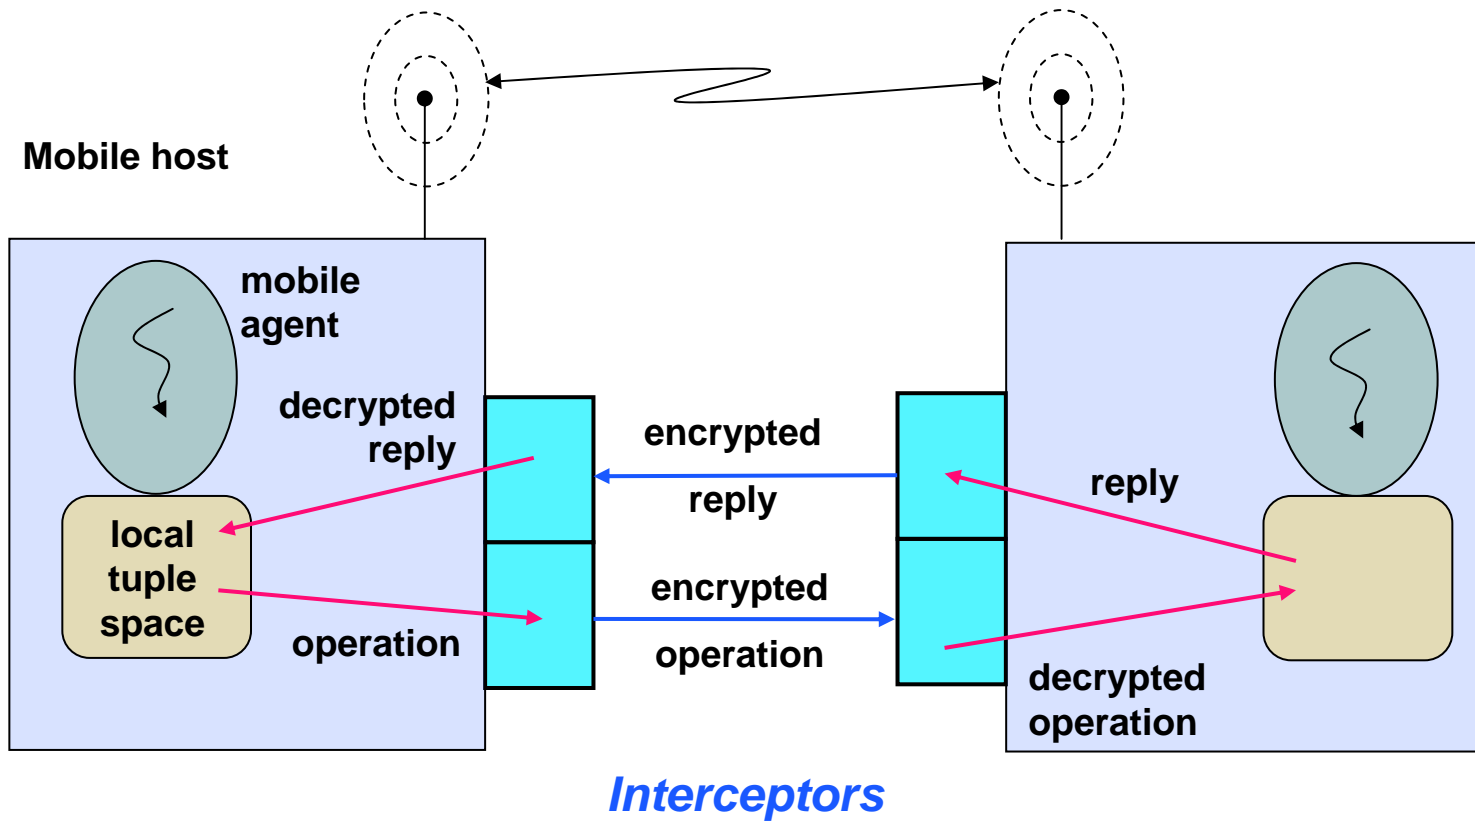 Mobile host
mobile
agent
decrypted
reply
local
tuple
space
operation
encrypted
reply
encrypted
operation
reply
decrypted
operation
Interceptors